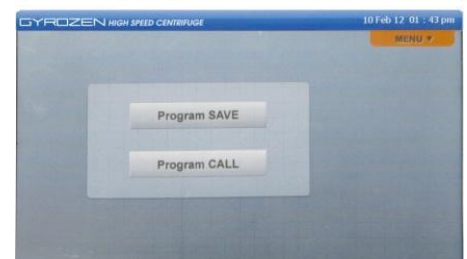 GYROZEN HIGH SPEED CENTRIFUGE 10 Feb 12 01 : 43 pm
MENU ▼
Program SAVE
Program CALL